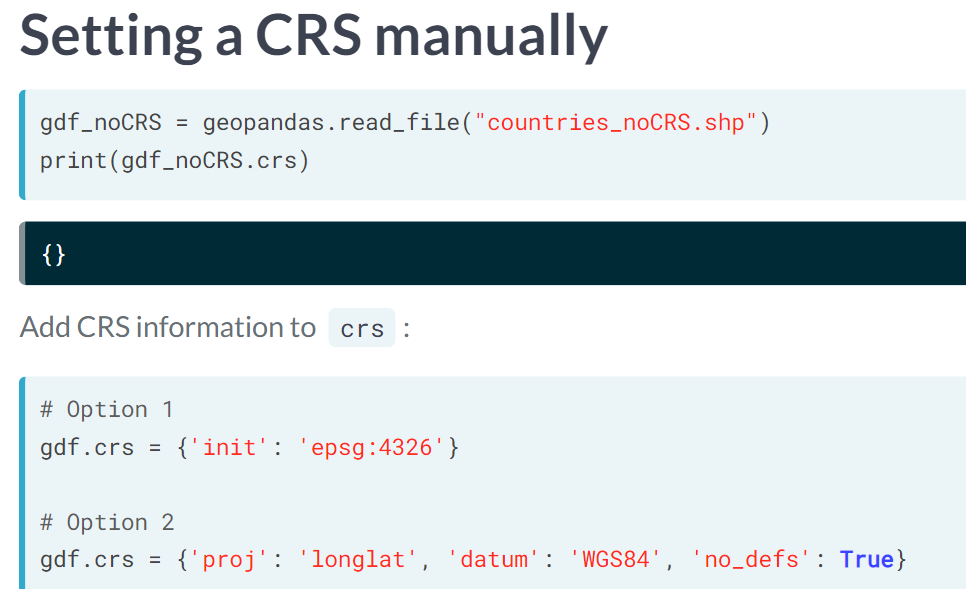 Setting a CRS manually
gdf_noCRS = geopandas.read_file("countries_noCRS.shp")
print(gdf_noCRS.crs)
{}
Add CRS information to crs :
# Option 1
gdf.crs = {'init': 'epsg:4326'}
# Option 2
gdf.crs = {'proj': 'longlat', 'datum': 'WGS84', 'no_defs': True}